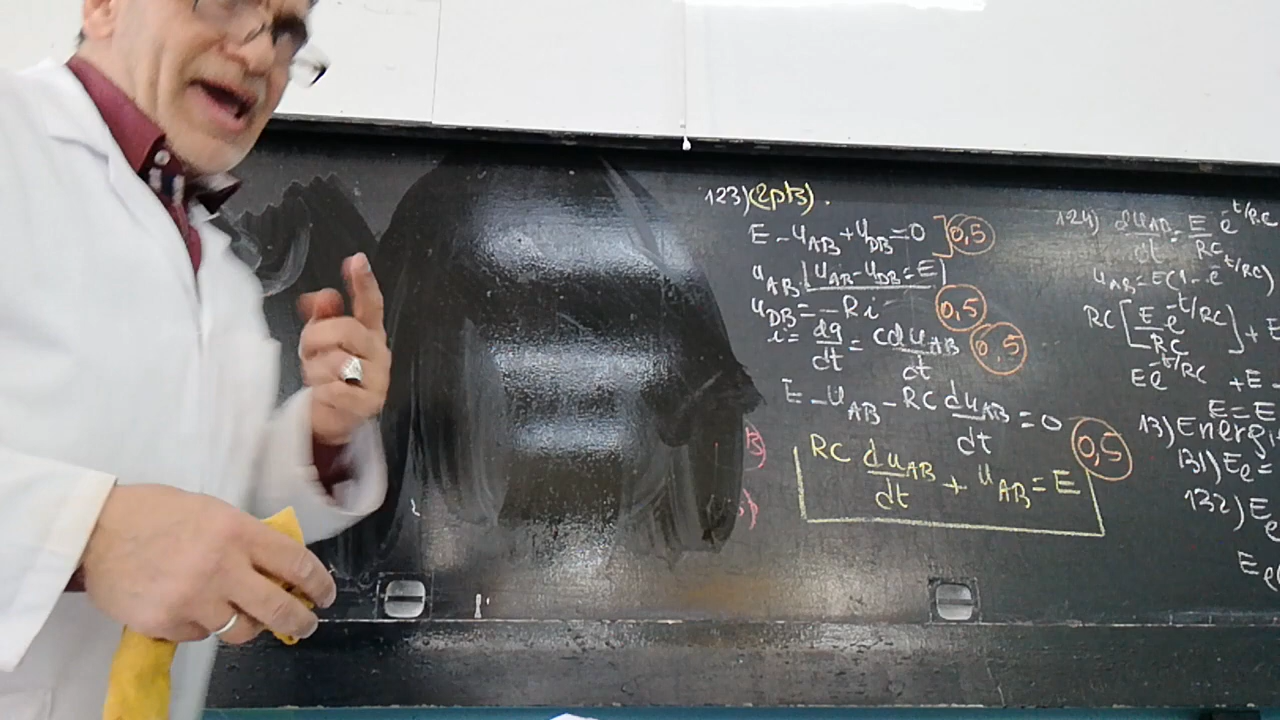 123)(2pts).
E - u_AB + u_DB = 0 ] 0,5
u_AB [u_AB - u_DB = E]
u_DB = - Ri 0,5
i = dq/dt = C du_AB/dt 0,5
E - u_AB - RC du_AB/dt = 0
RC du_AB/dt + u_AB = E 0,5
124) du_AB/dt = E/RC e^-t/RC
u_AB = E(1 - e^-t/RC)
RC [E/RC e^-t/RC] + E
E e^-t/RC + E -
E = E
13) Energi
131) E_e =
132) E_e
E_e